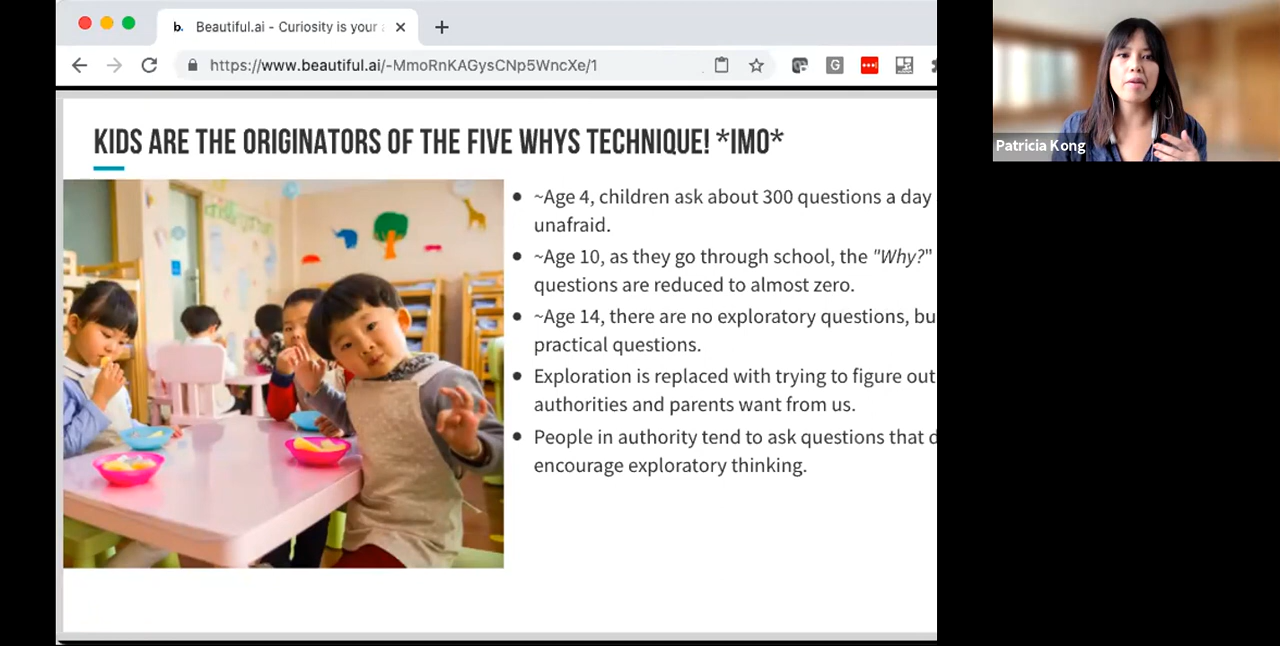 b. Beautiful.ai - Curiosity is your
https://www.beautiful.ai/-MmoRnKAGysCNp5WncXe/1
G
Patricia Kong
KIDS ARE THE ORIGINATORS OF THE FIVE WHYS TECHNIQUE! *IMO*
~Age 4, children ask about 300 questions a day
unafraid.
~Age 10, as they go through school, the "Why?"
questions are reduced to almost zero.
~Age 14, there are no exploratory questions, bu
practical questions.
Exploration is replaced with trying to figure out
authorities and parents want from us.
People in authority tend to ask questions that d
encourage exploratory thinking.